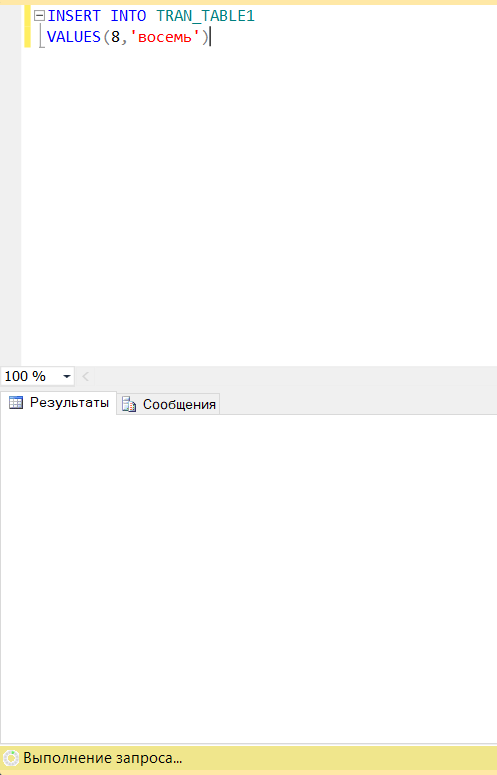 INSERT INTO TRAN_TABLE1
VALUES(8,'восемь')
100 %
Результаты Сообщения
Выполнение запроса...